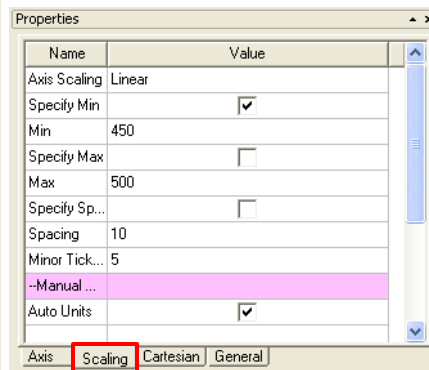 Properties
Name Value
Axis Scaling Linear
Specify Min
Min 450
Specify Max
Max 500
Specify Sp...
Spacing 10
Minor Tick... 5
--Manual ...
Auto Units
Axis Scaling Cartesian General